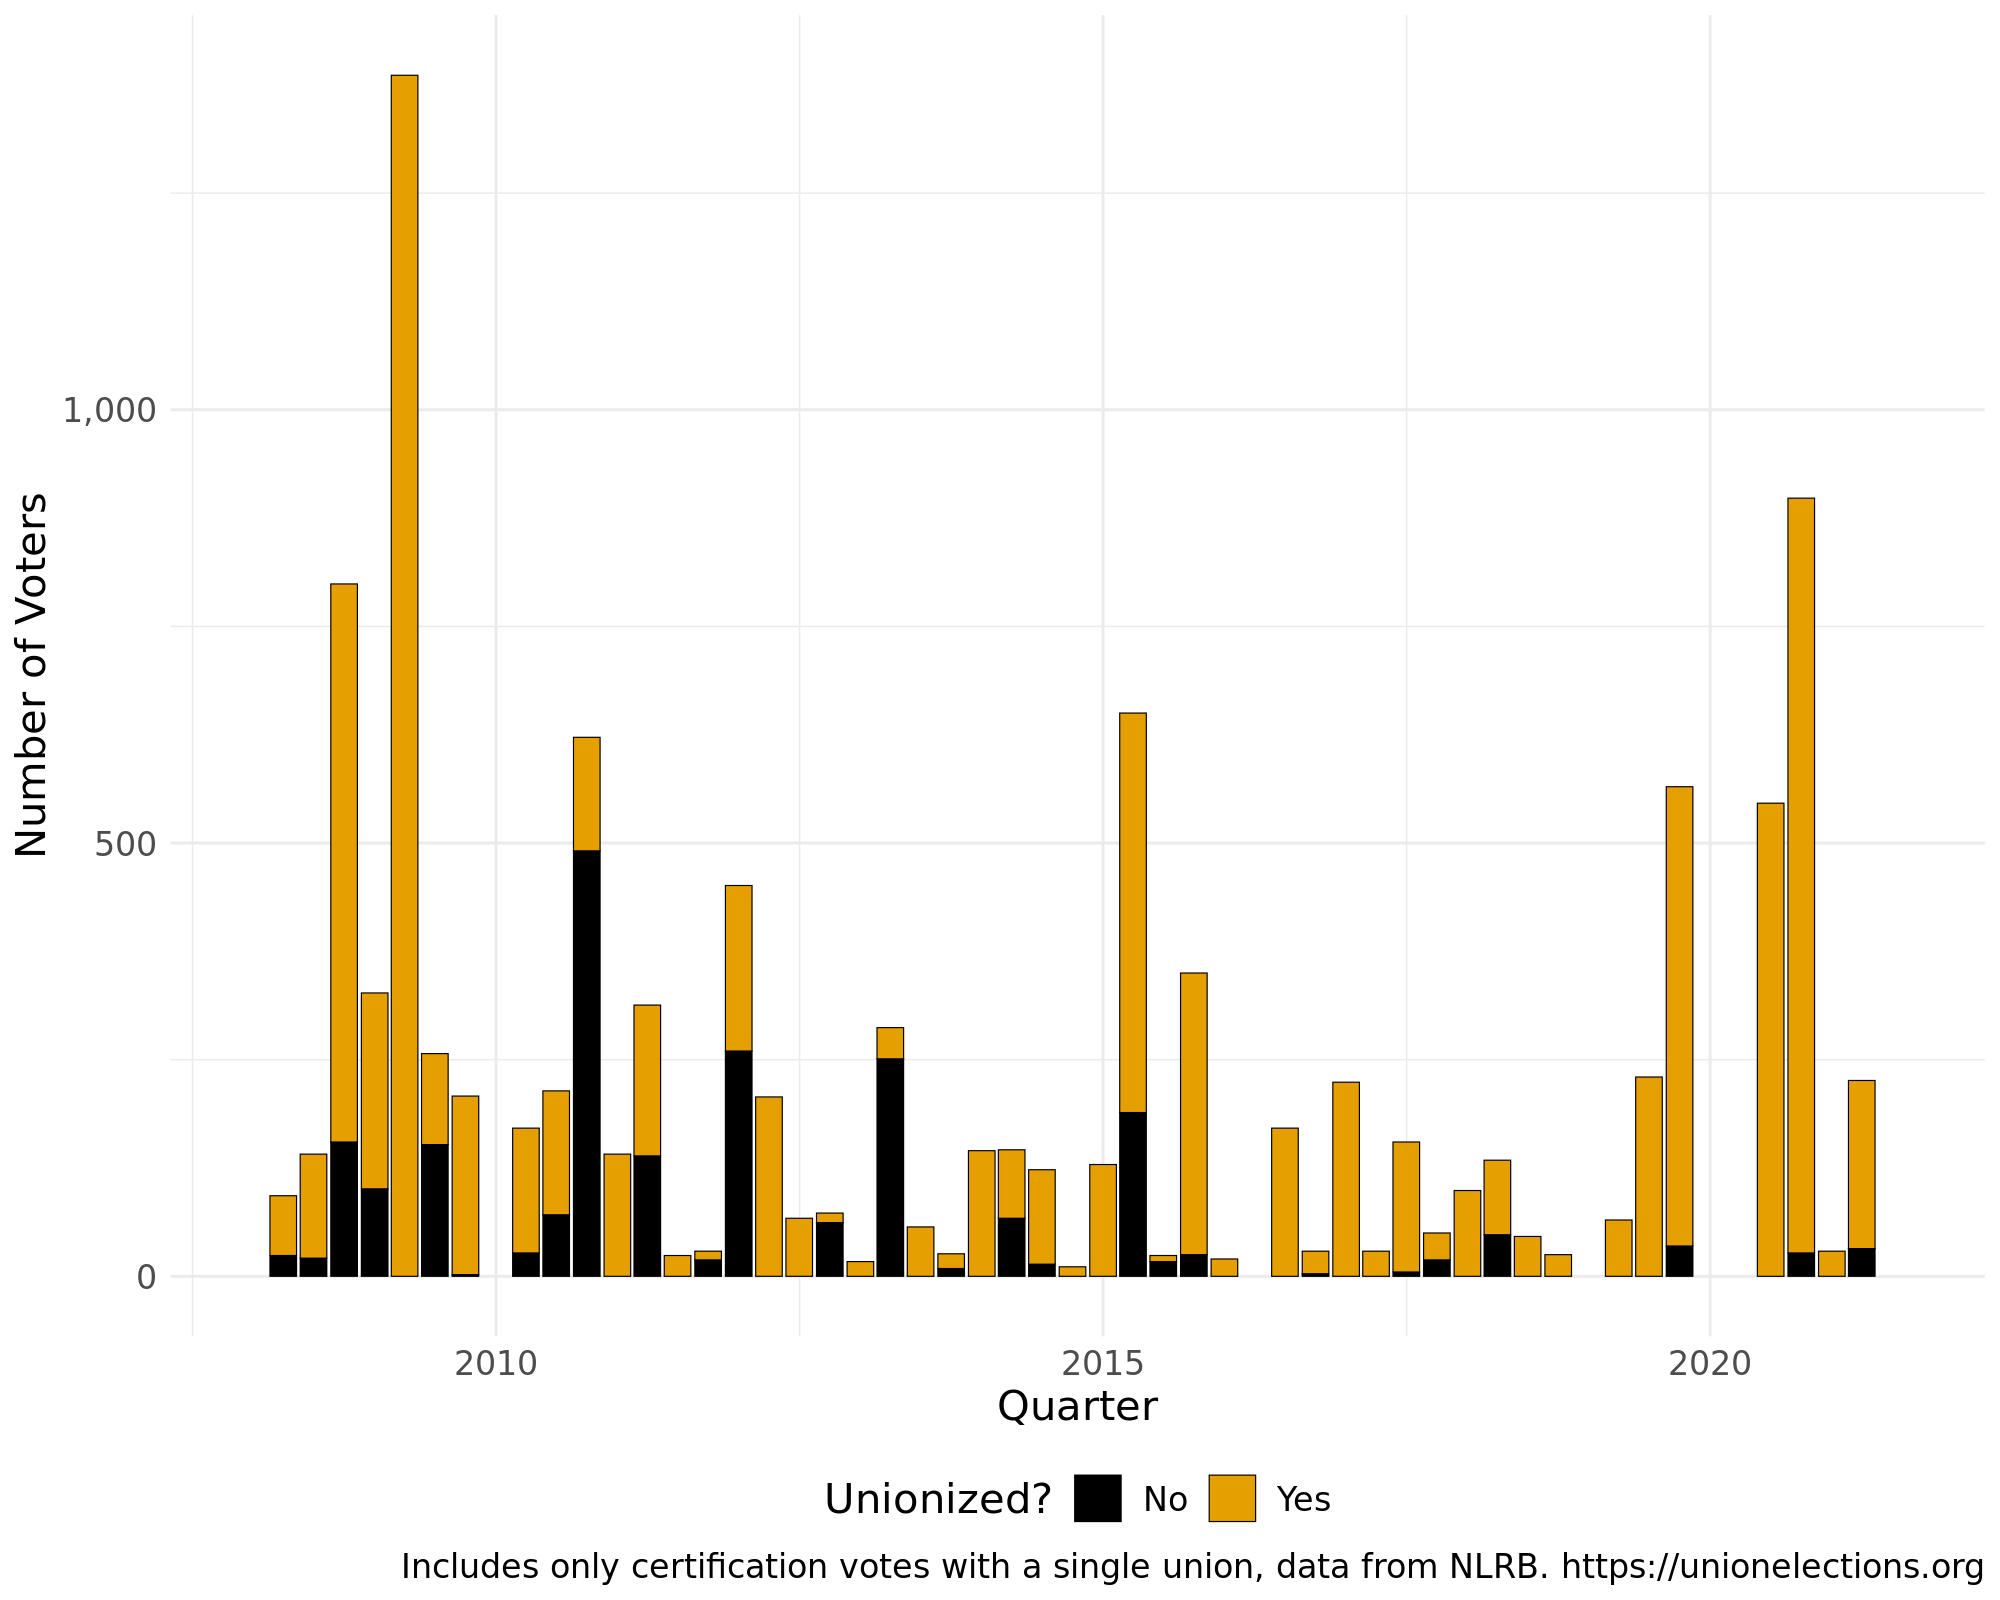 Number of Voters
1,000
500
0
2010 2015 2020
Quarter
Unionized? No Yes
Includes only certification votes with a single union, data from NLRB. https://unionelections.org